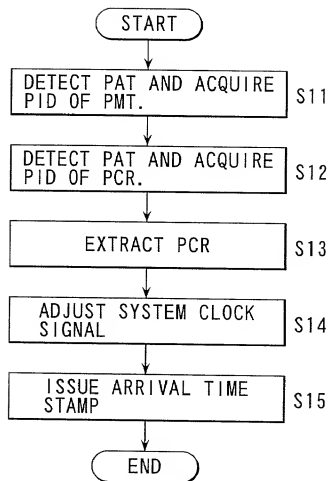 START
DETECT PAT AND ACQUIRE
PID OF PMT.
S11
DETECT PAT AND ACQUIRE
PID OF PCR.
S12
EXTRACT PCR
S13
ADJUST SYSTEM CLOCK
SIGNAL
S14
ISSUE ARRIVAL TIME
STAMP
S15
END